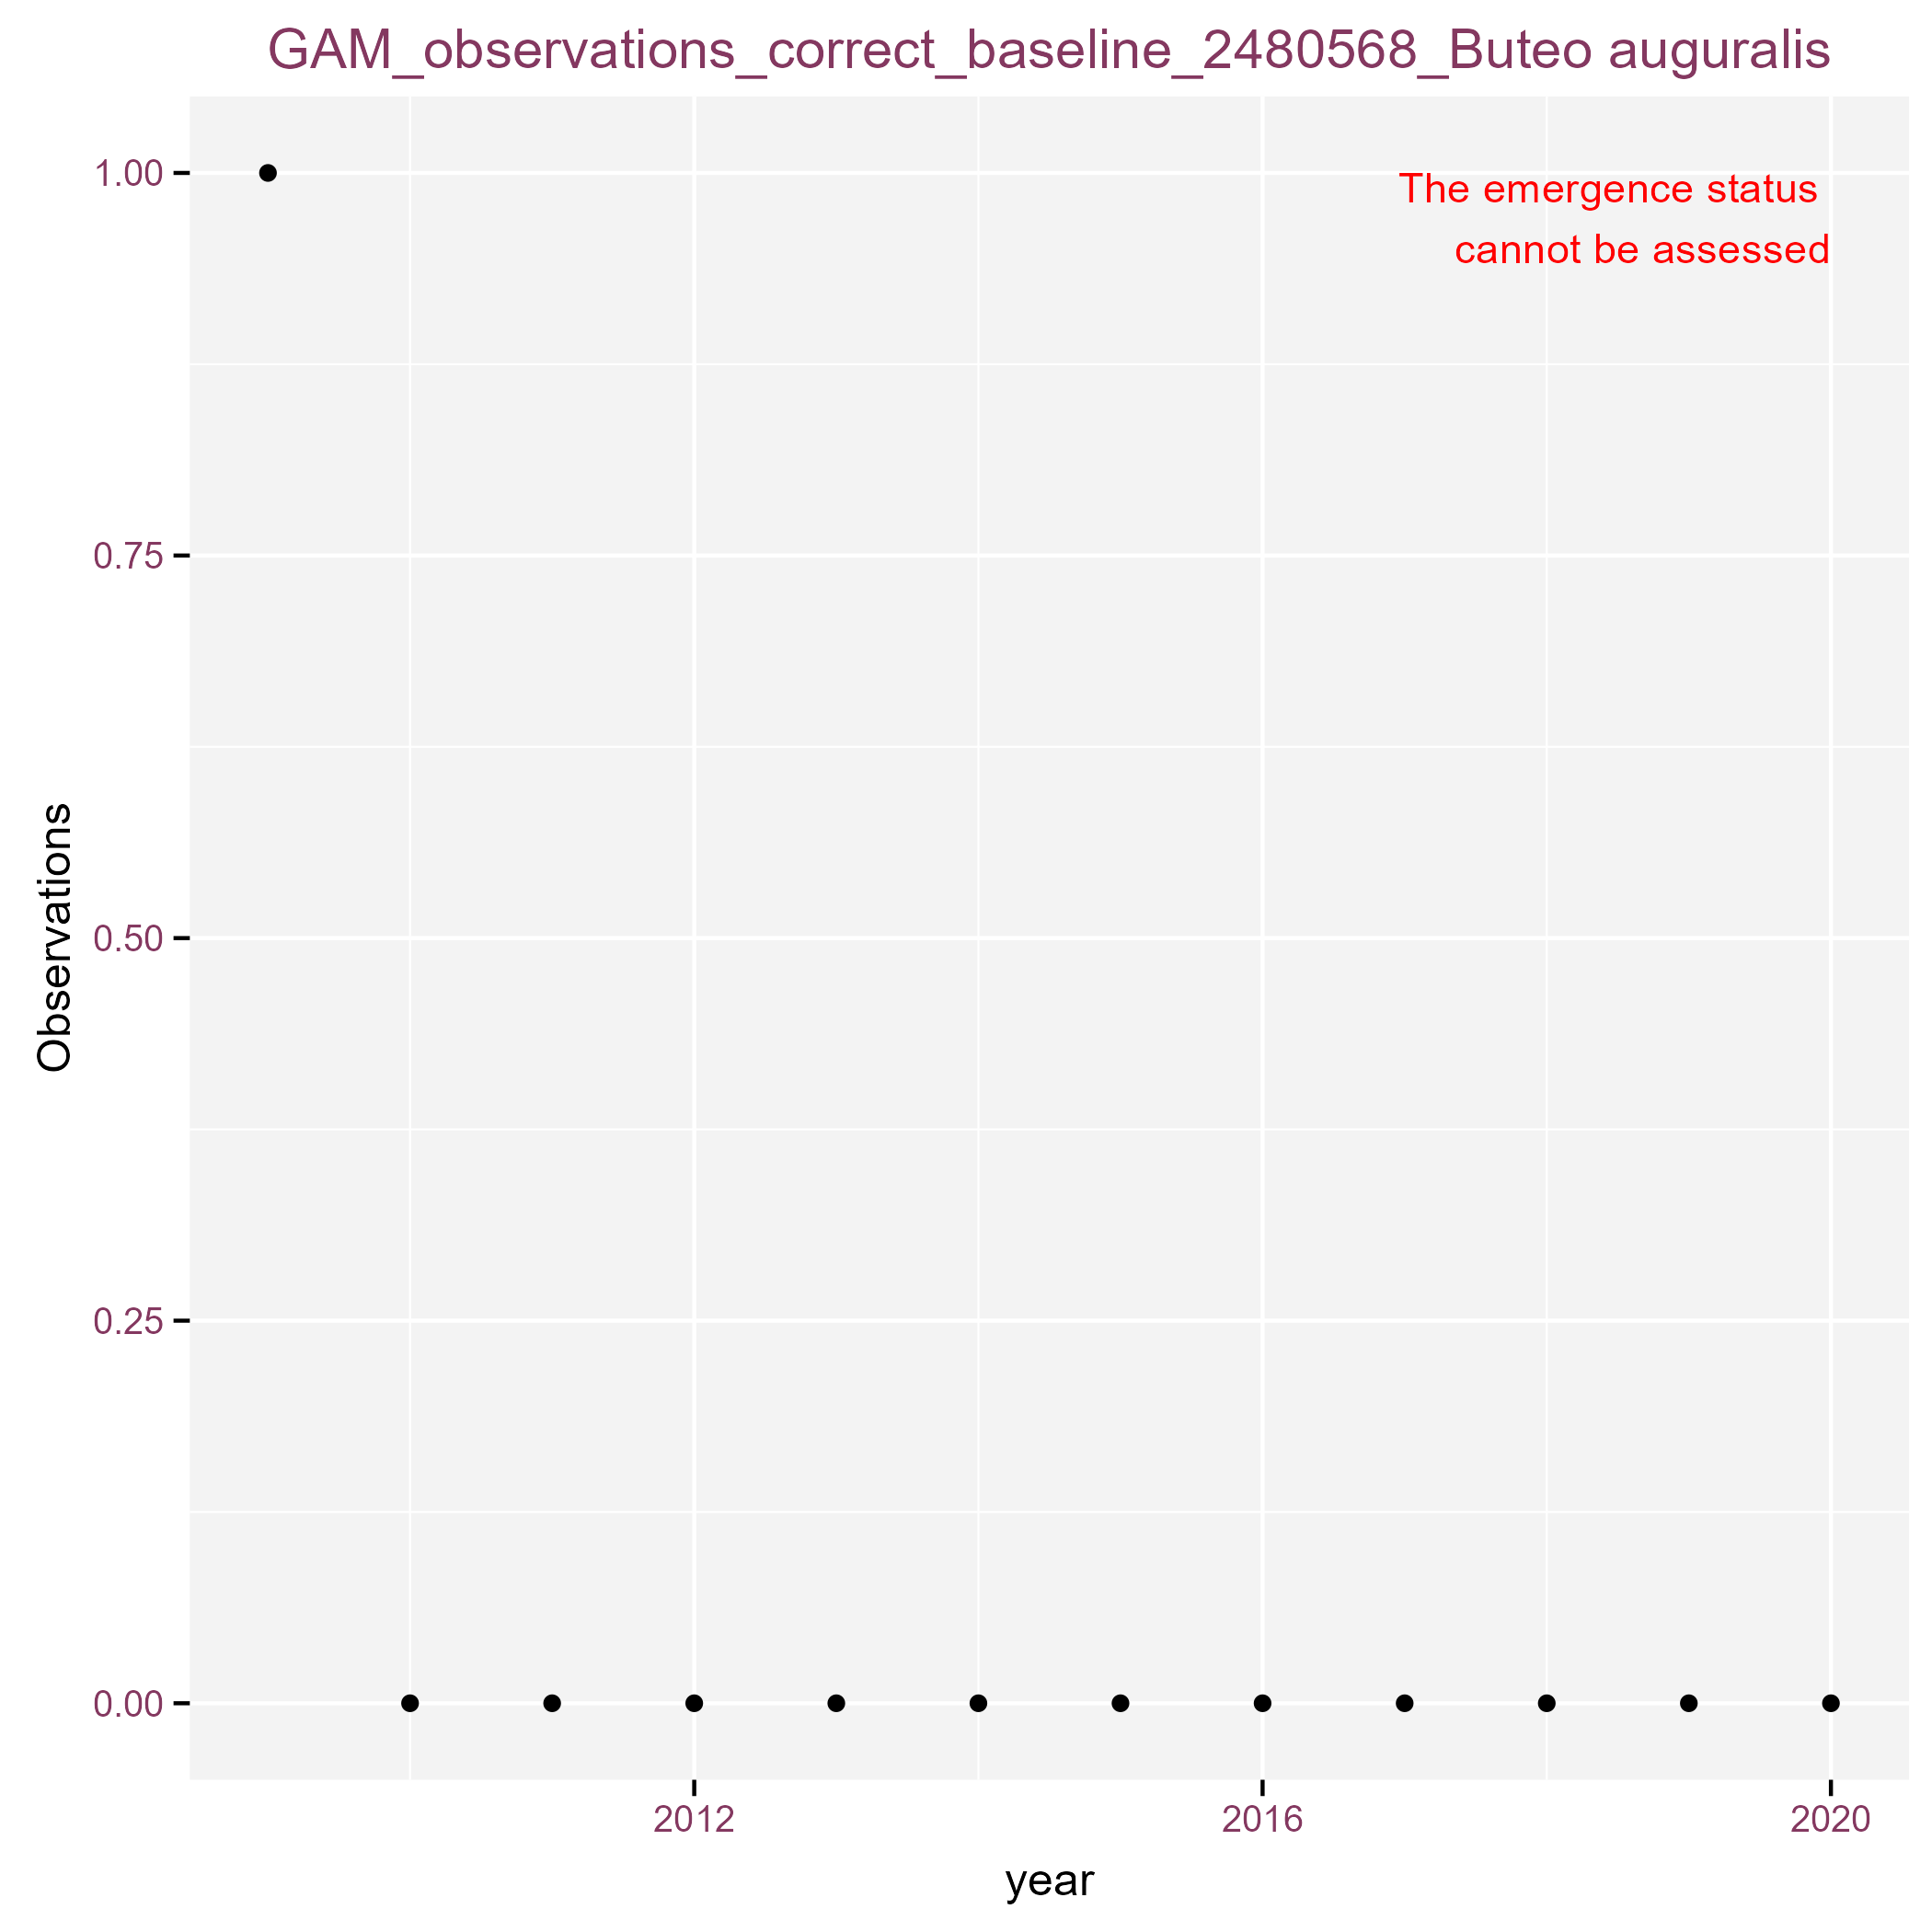 GAM_observations_correct_baseline_2480568_Buteo auguralis
The emergence status
cannot be assessed
1.00
0.75
0.50
0.25
0.00
Observations
2012
2016
2020
year